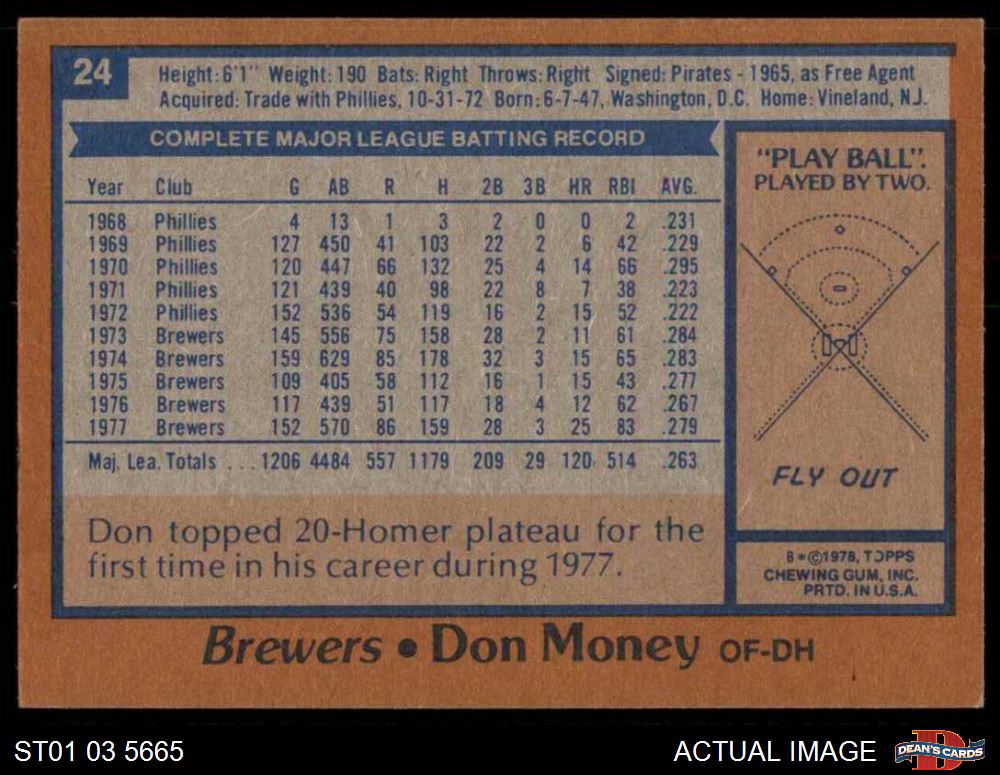 24
Height: 6'1" Weight: 190 Bats: Right Throws: Right Signed: Pirates - 1965, as Free Agent
Acquired: Trade with Phillies, 10-31-72 Born: 6-7-47, Washington, D.C. Home: Vineland, N.J.
COMPLETE MAJOR LEAGUE BATTING RECORD
Year Club G AB R H 2B 3B HR RBI AVG.
1968 Phillies 4 13 1 3 2 0 0 2 .231
1969 Phillies 127 450 41 103 22 2 6 42 .229
1970 Phillies 120 447 66 132 25 4 14 66 .295
1971 Phillies 121 439 40 98 22 8 7 38 .223
1972 Phillies 152 536 54 119 16 2 15 52 .222
1973 Brewers 145 556 75 158 28 2 11 61 .284
1974 Brewers 159 629 85 178 32 3 15 65 .283
1975 Brewers 109 405 58 112 16 1 15 43 .277
1976 Brewers 117 439 51 117 18 4 12 62 .267
1977 Brewers 152 570 86 159 28 3 25 83 .279
Maj. Lea. Totals ... 1206 4484 557 1179 209 29 120 514 .263
Don topped 20-Homer plateau for the
first time in his career during 1977.
"PLAY BALL".
PLAYED BY TWO.
FLY OUT
8*©1978, TOPPS
CHEWING GUM, INC.
PRTD. IN U.S.A.
Brewers • Don Money OF-DH
ST01 03 5665
ACTUAL IMAGE
D
DEAN'S CARDS